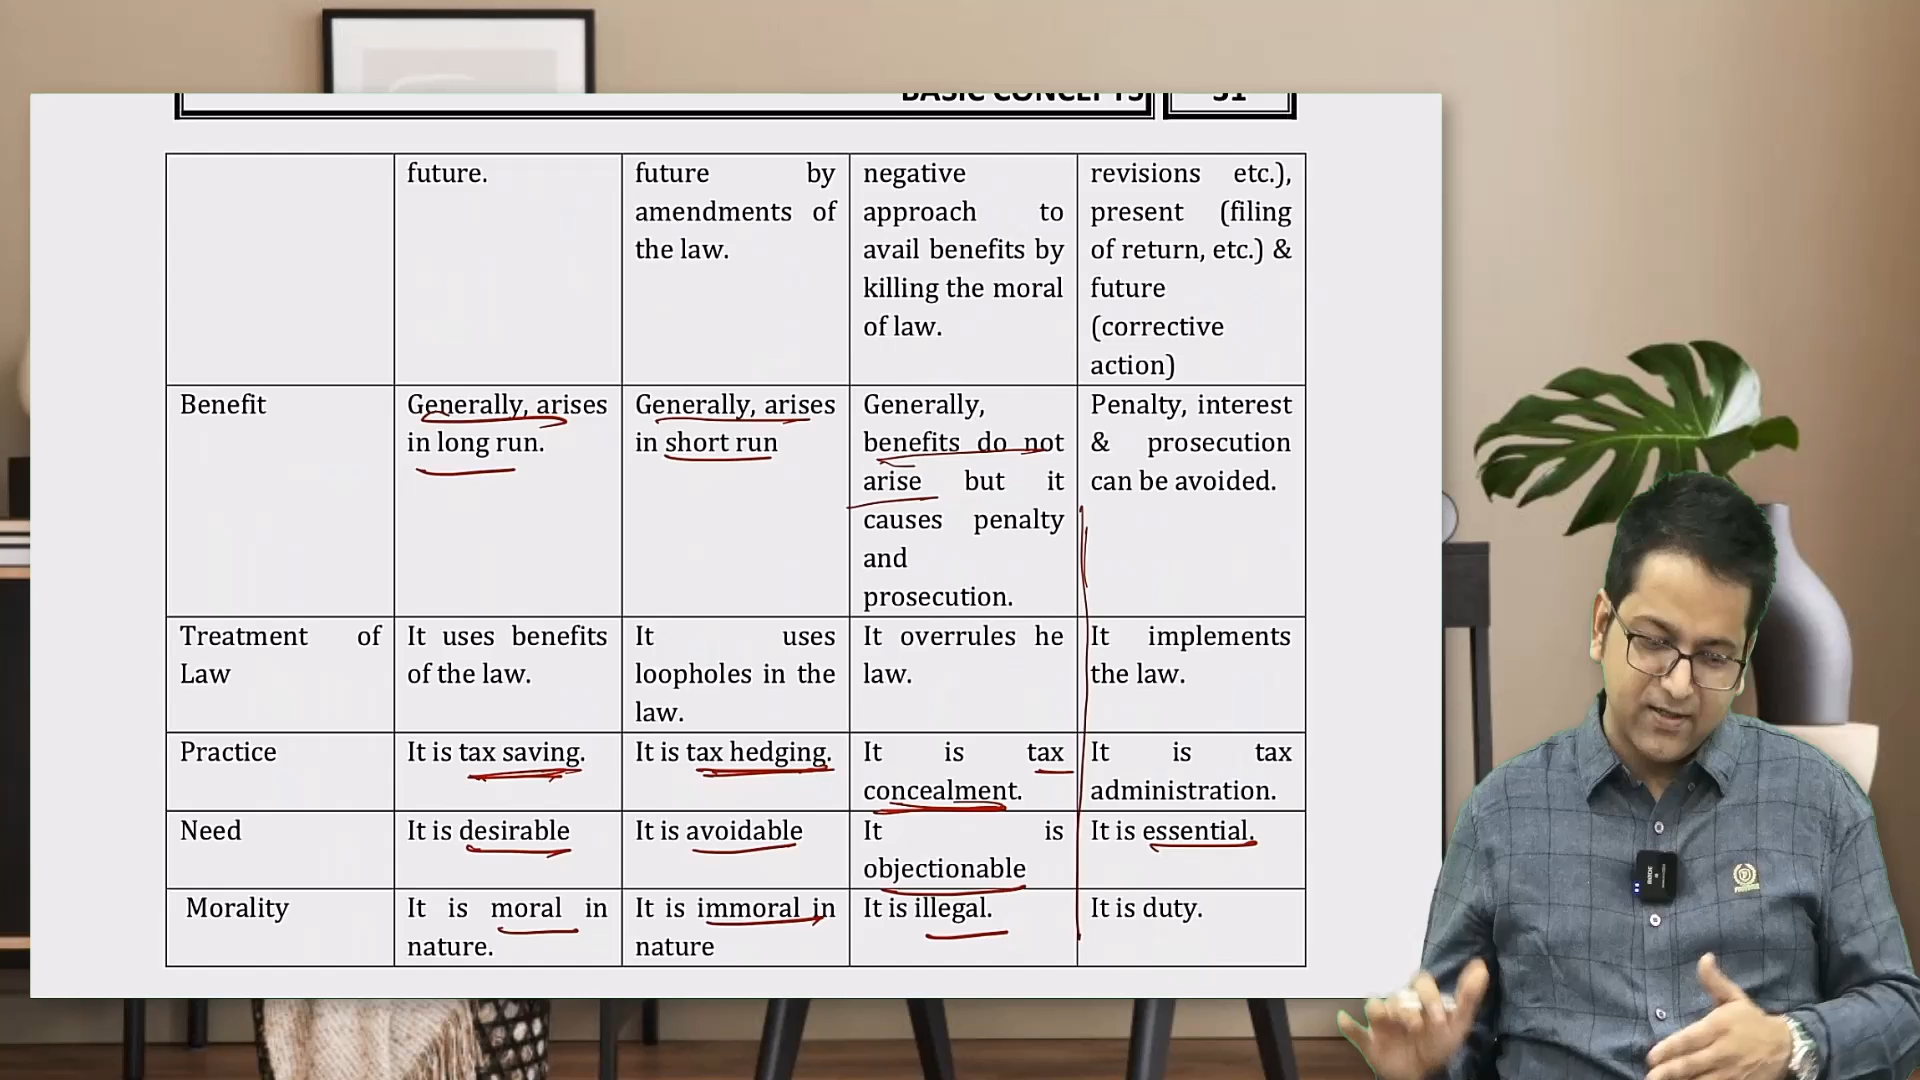 BASIC CONCEPTS 31
future.
future by
amendments of
the law.
negative
approach to
avail benefits by
killing the moral
of law.
revisions etc.),
present (filing
of return, etc.) &
future
(corrective
action)
Benefit
Generally, arises
in long run.
Generally, arises
in short run
Generally,
benefits do not
arise but it
causes penalty
and
prosecution.
Penalty, interest
& prosecution
can be avoided.
Treatment of
Law
It uses benefits
of the law.
It uses
loopholes in the
law.
It overrules he
law.
It implements
the law.
Practice
It is tax saving.
It is tax hedging.
It is tax
concealment.
It is tax
administration.
Need
It is desirable
It is avoidable
It is
objectionable
It is essential.
Morality
It is moral in
nature.
It is immoral in
nature
It is illegal.
It is duty.